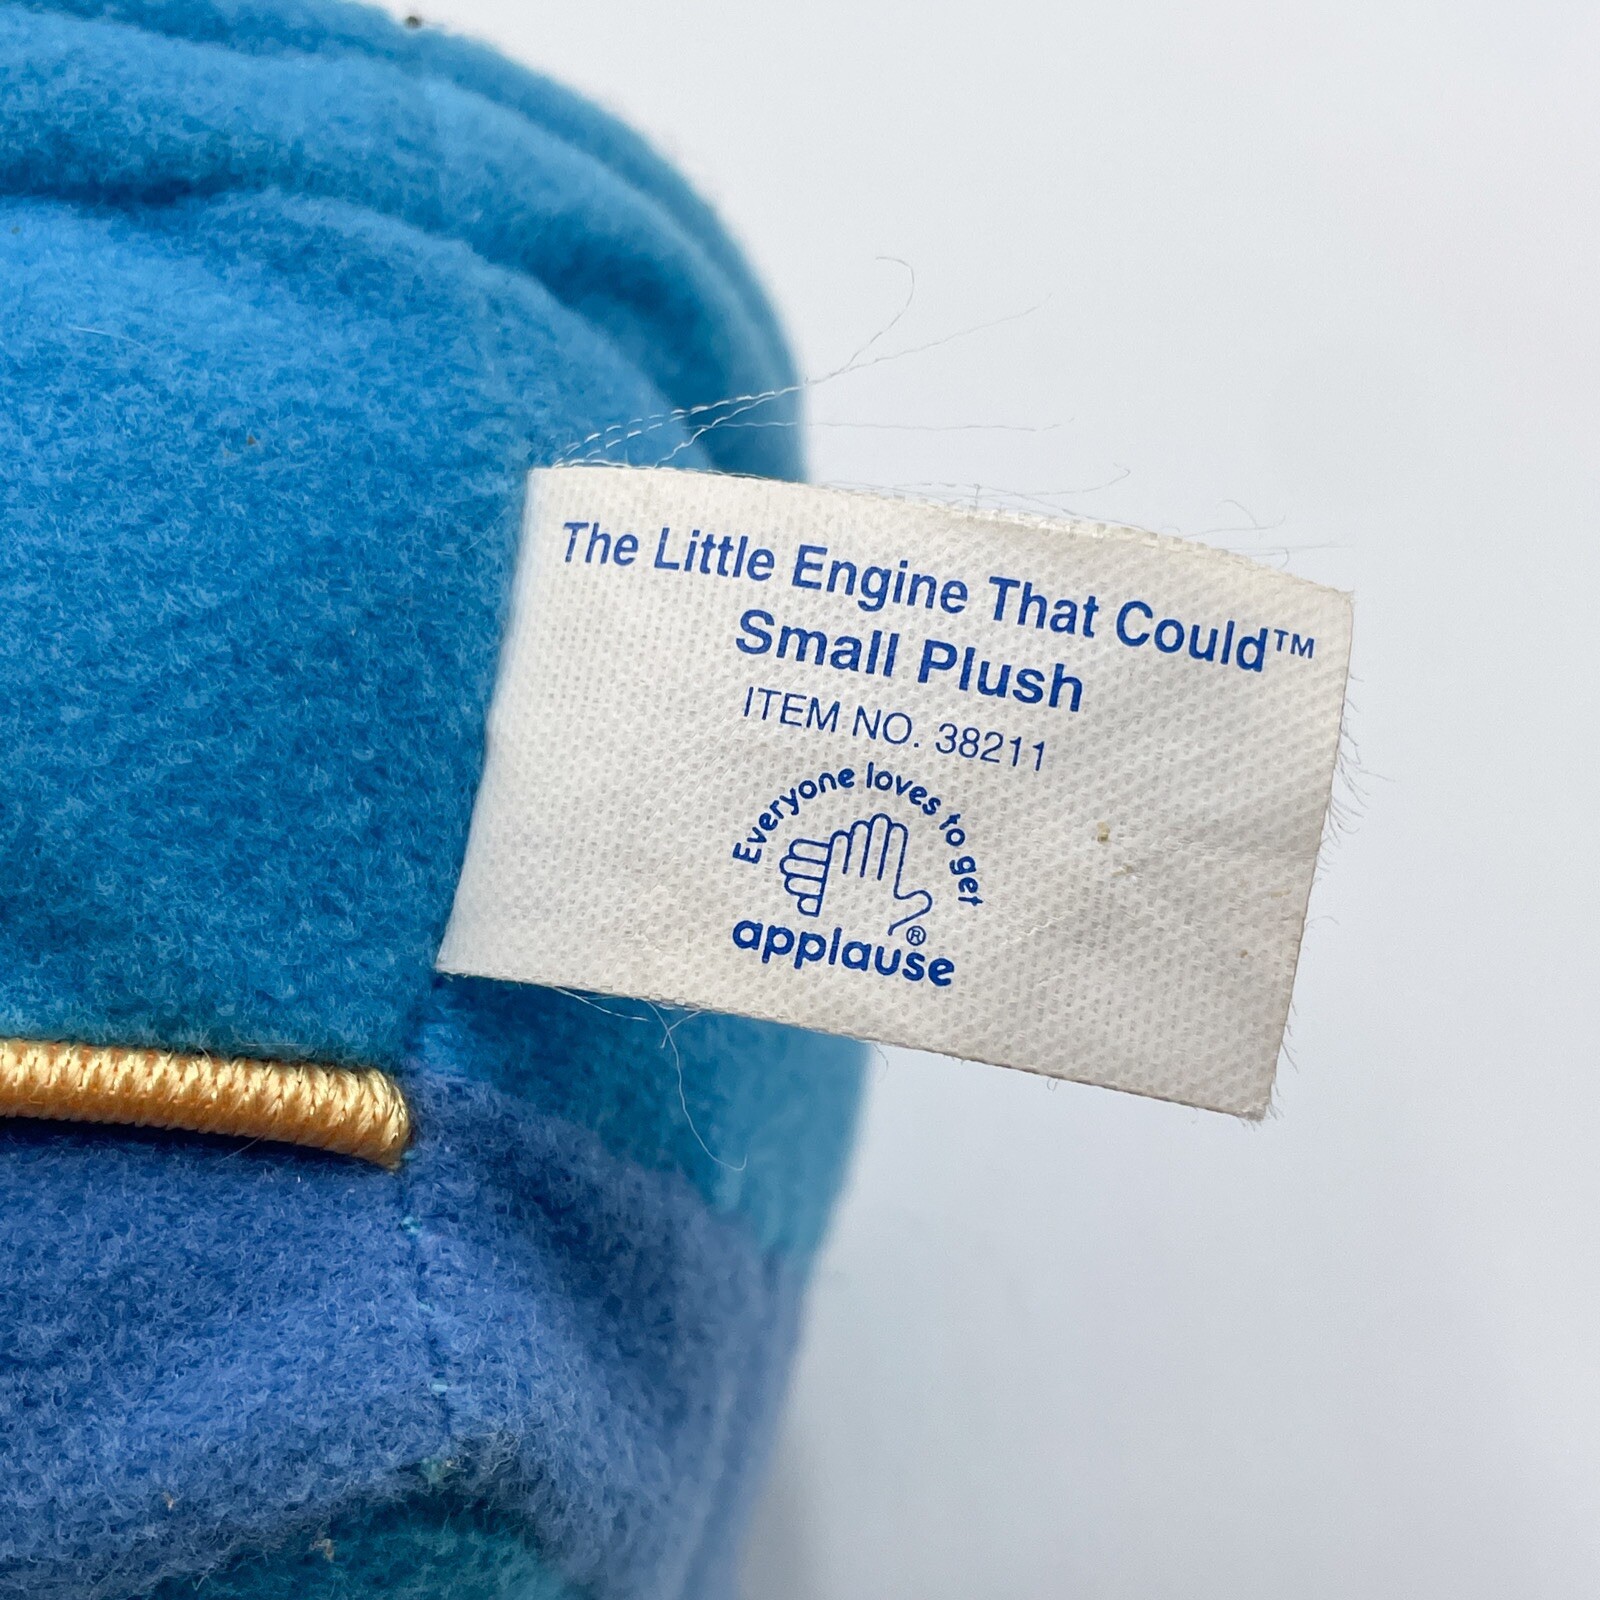 The Little Engine That Could™
Small Plush
ITEM NO. 38211
Everyone loves to get
applause®